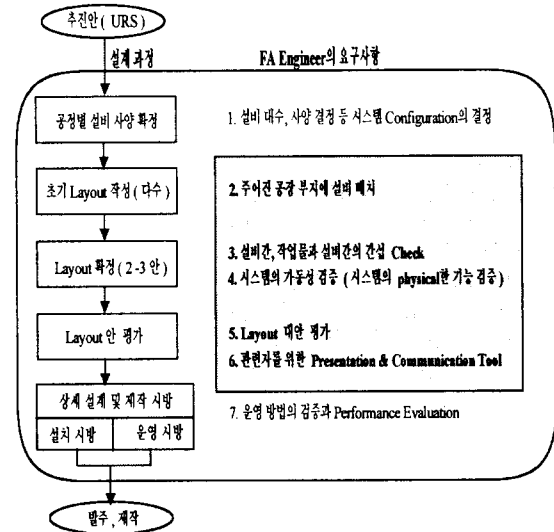 추진안 ( URS )
설계 과정
FA Engineer의 요구사항
공정별 설비 사양 확정
1. 설비 대수, 사양 결정 등 시스템 Configuration의 결정
초기 Layout 작성 ( 다수 )
2. 주어진 공장 부지에 설비 배치
Layout 확정 ( 2 -3 안 )
3. 설비간, 작업물과 설비간의 간섭 Check
4. 시스템의 가동성 검증 ( 시스템의 physical한 기능 검증 )
Layout 안 평가
5. Layout 대안 평가
6. 관련자를 위한 Presentation & Communication Tool
상세 설계 및 제작 시방
설치 시방
운영 시방
7. 운영 방법의 검증과 Performance Evaluation
발주 , 제작